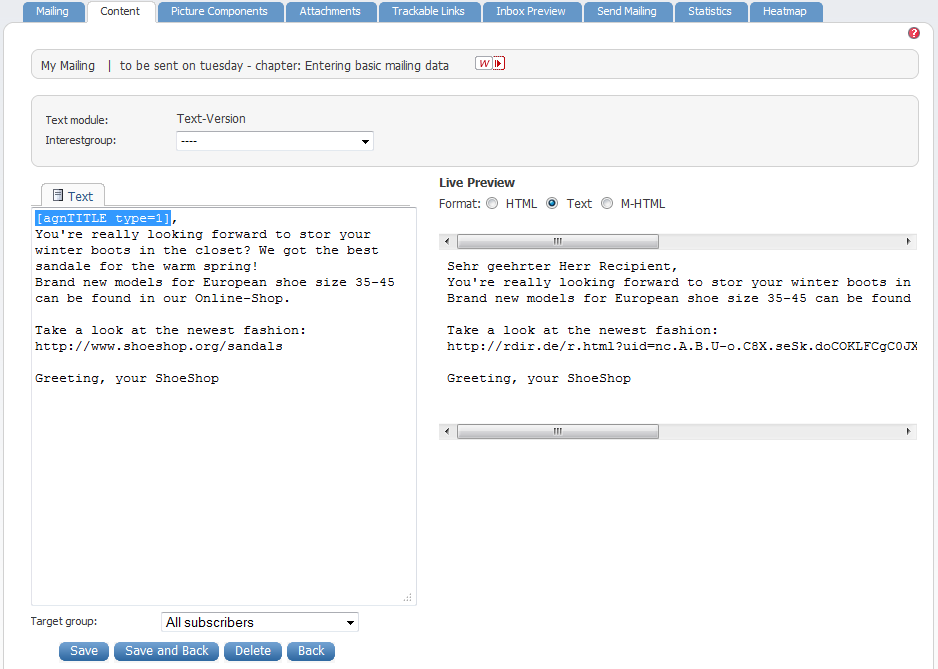 Mailing Content Picture Components Attachments Trackable Links Inbox Preview Send Mailing Statistics Heatmap
?
My Mailing | to be sent on tuesday - chapter: Entering basic mailing data W
Text module: Text-Version
Interestgroup: ----
Text
[agnTITLE type=1],
You're really looking forward to stor your
winter boots in the closet? We got the best
sandale for the warm spring!
Brand new models for European shoe size 35-45
can be found in our Online-Shop.
Take a look at the newest fashion:
http://www.shoeshop.org/sandals
Greeting, your ShoeShop
Live Preview
Format: HTML Text M-HTML
Sehr geehrter Herr Recipient,
You're really looking forward to stor your winter boots in
Brand new models for European shoe size 35-45 can be found
Take a look at the newest fashion:
http://rdir.de/r.html?uid=nc.A.B.U-o.C8X.seSk.doCOKLFCgC0JX
Greeting, your ShoeShop
Target group: All subscribers
Save Save and Back Delete Back